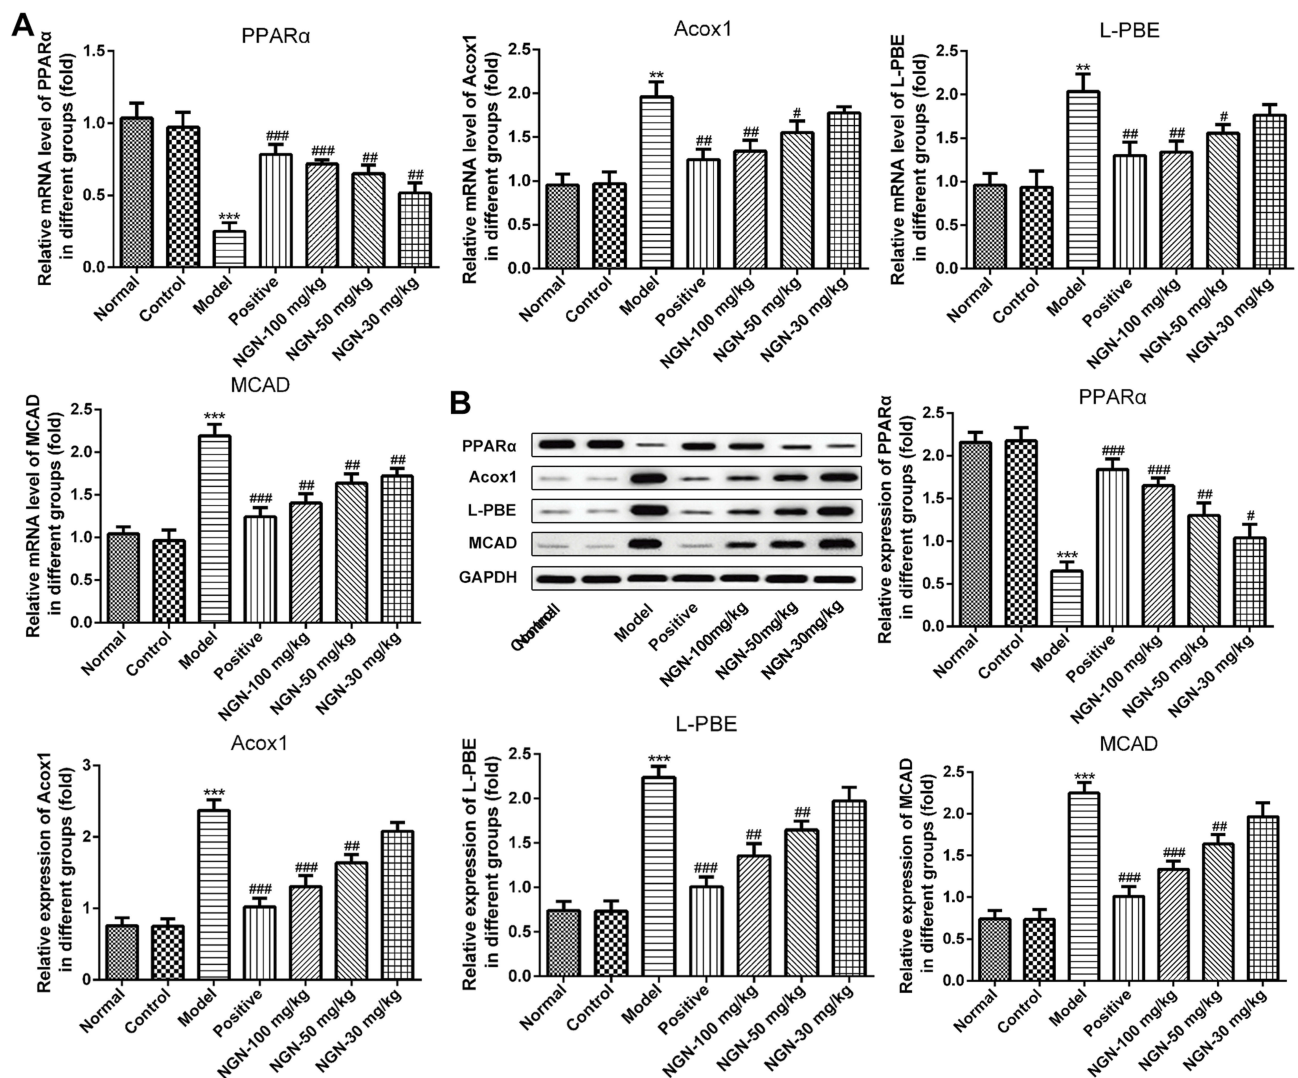 A
PPARα
Relative mRNA level of PPARα
in different groups (fold)
1.5
1.0
0.5
0.0
***
###
###
##
##
Normal
Control
Model
Positive
NGN-100 mg/kg
NGN-50 mg/kg
NGN-30 mg/kg
Acox1
Relative mRNA level of Acox1
in different groups (fold)
2.5
2.0
1.5
1.0
0.5
0.0
**
##
##
#
Normal
Control
Model
Positive
NGN-100 mg/kg
NGN-50 mg/kg
NGN-30 mg/kg
L-PBE
Relative mRNA level of L-PBE
in different groups (fold)
2.5
2.0
1.5
1.0
0.5
0.0
**
##
##
#
Normal
Control
Model
Positive
NGN-100 mg/kg
NGN-50 mg/kg
NGN-30 mg/kg
MCAD
Relative mRNA level of MCAD
in different groups (fold)
2.5
2.0
1.5
1.0
0.5
0.0
***
###
##
##
##
Normal
Control
Model
Positive
NGN-100 mg/kg
NGN-50 mg/kg
NGN-30 mg/kg
B
PPARα
Acox1
L-PBE
MCAD
GAPDH
Normal
Control
Model
Positive
NGN-100mg/kg
NGN-50mg/kg
NGN-30mg/kg
PPARα
Relative expression of PPARα
in different groups (fold)
2.5
2.0
1.5
1.0
0.5
0.0
***
###
###
##
#
Normal
Control
Model
Positive
NGN-100 mg/kg
NGN-50 mg/kg
NGN-30 mg/kg
Acox1
Relative expression of Acox1
in different groups (fold)
3
2
1
0
***
###
###
##
Normal
Control
Model
Positive
NGN-100 mg/kg
NGN-50 mg/kg
NGN-30 mg/kg
L-PBE
Relative expression of L-PBE
in different groups (fold)
2.5
2.0
1.5
1.0
0.5
0.0
***
###
##
##
Normal
Control
Model
Positive
NGN-100 mg/kg
NGN-50 mg/kg
NGN-30 mg/kg
MCAD
Relative expression of MCAD
in different groups (fold)
2.5
2.0
1.5
1.0
0.5
0.0
***
###
###
##
Normal
Control
Model
Positive
NGN-100 mg/kg
NGN-50 mg/kg
NGN-30 mg/kg